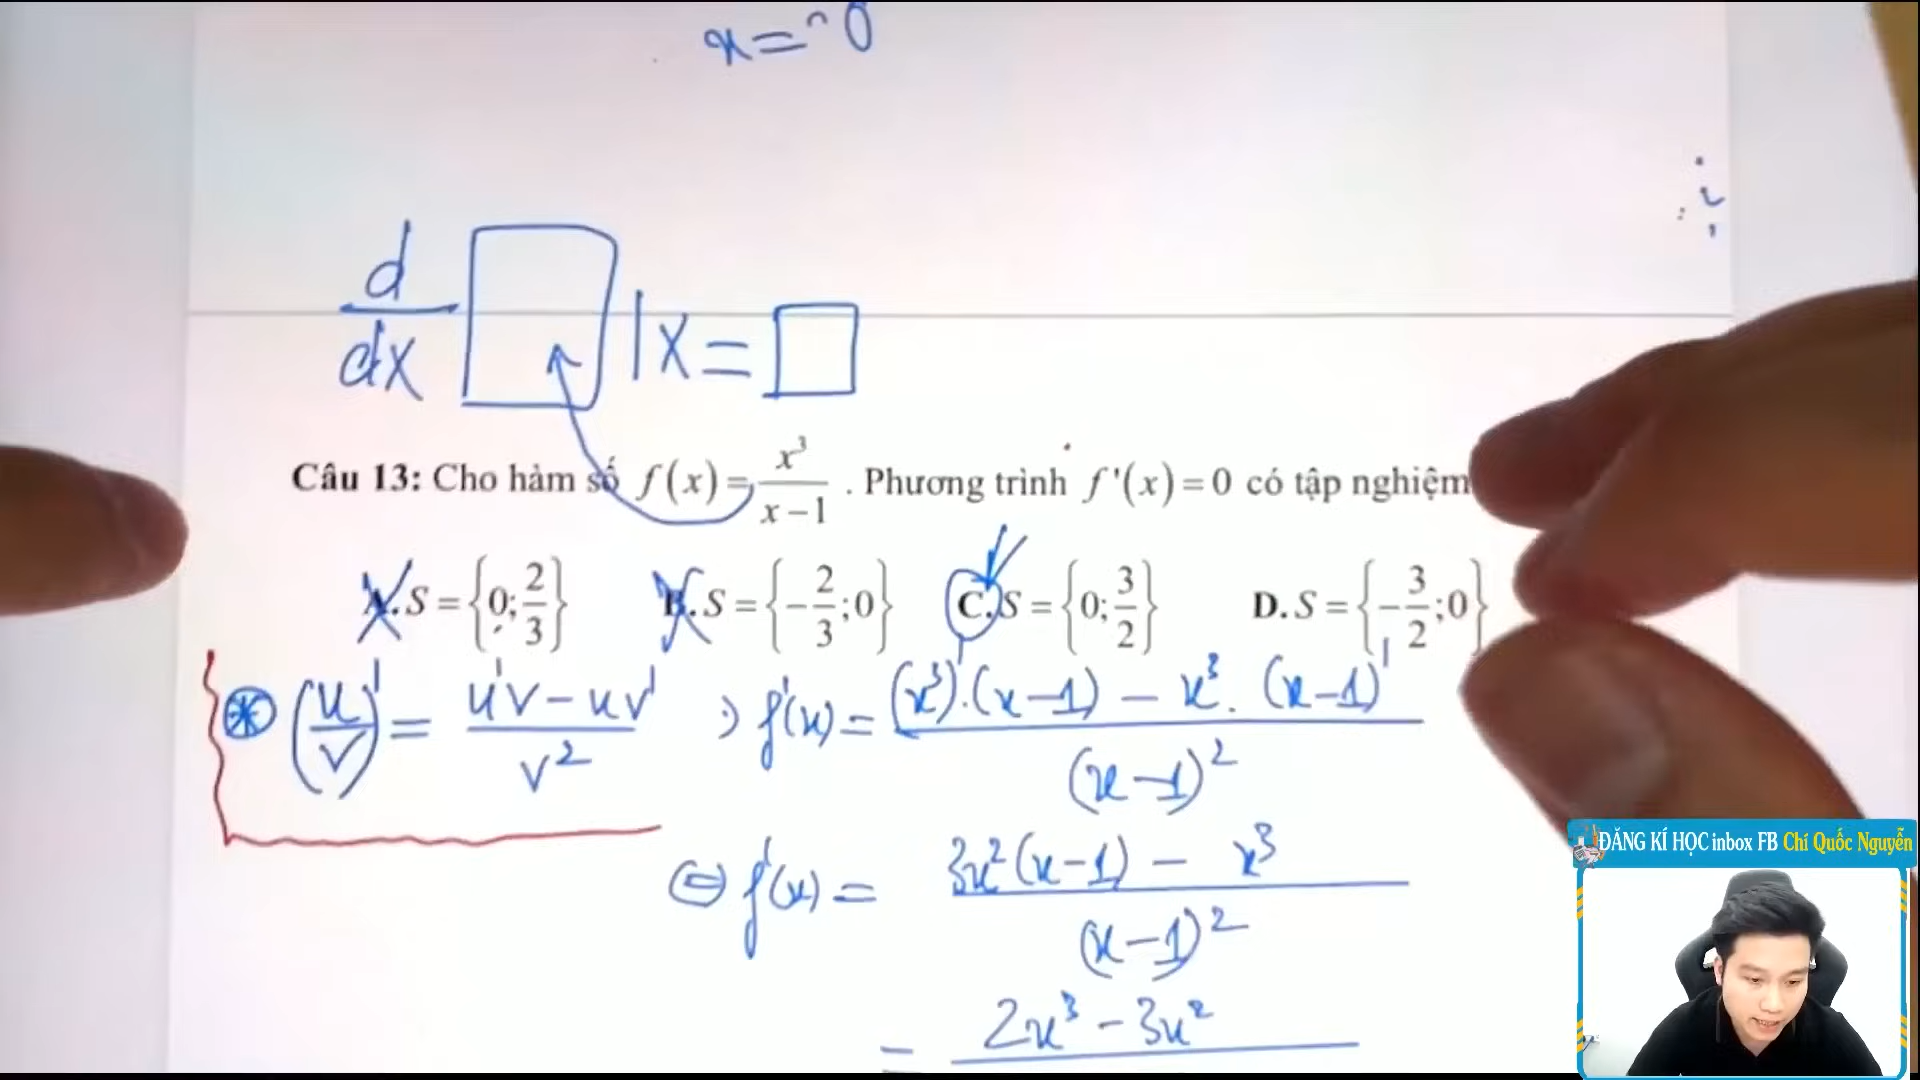 x = 0
d/dx □ |x = □
Câu 13: Cho hàm số f(x) = x³/(x−1) . Phương trình f'(x) = 0 có tập nghiệm
A. S = {0; 2/3} B. S = {−2/3; 0} C. S = {0; 3/2} D. S = {−3/2; 0}
(u/v)' = (u'v − uv')/v² f'(x) = ((x³)'.(x−1) − x³.(x−1)')/(x−1)²
⇔ f'(x) = (3x²(x−1) − x³)/(x−1)²
= 2x³ − 3x²
ĐĂNG KÍ HỌC inbox FB Chí Quốc Nguyễn